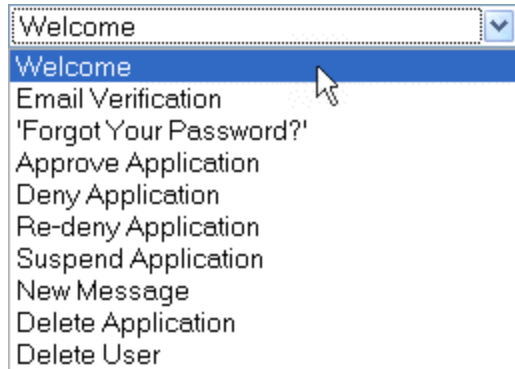 Welcome
Welcome
Email Verification
'Forgot Your Password?'
Approve Application
Deny Application
Re-deny Application
Suspend Application
New Message
Delete Application
Delete User